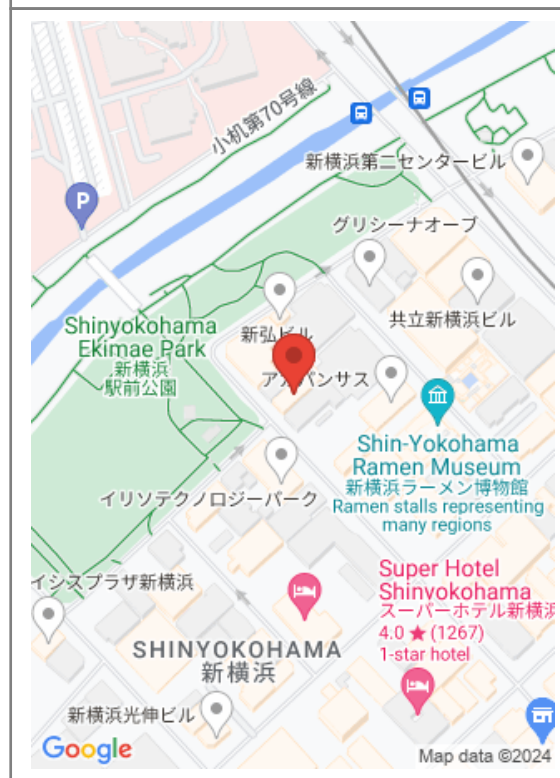 小机第70号線
新横浜第二センタービル
P
グリシーナオーブ
新弘ビル
共立新横浜ビル
Shinyokohama
Ekimae Park
新横浜
駅前公園
Shin-Yokohama
Ramen Museum
新横浜ラーメン博物館
Ramen stalls representing
many regions
イリソテクノロジーパーク
イシスプラザ新横浜
Super Hotel
Shinyokohama
スーパーホテル新横浜
4.0 ★ (1267)
1-star hotel
SHINYOKOHAMA
新横浜
新横浜光伸ビル
Google
Map data ©2024